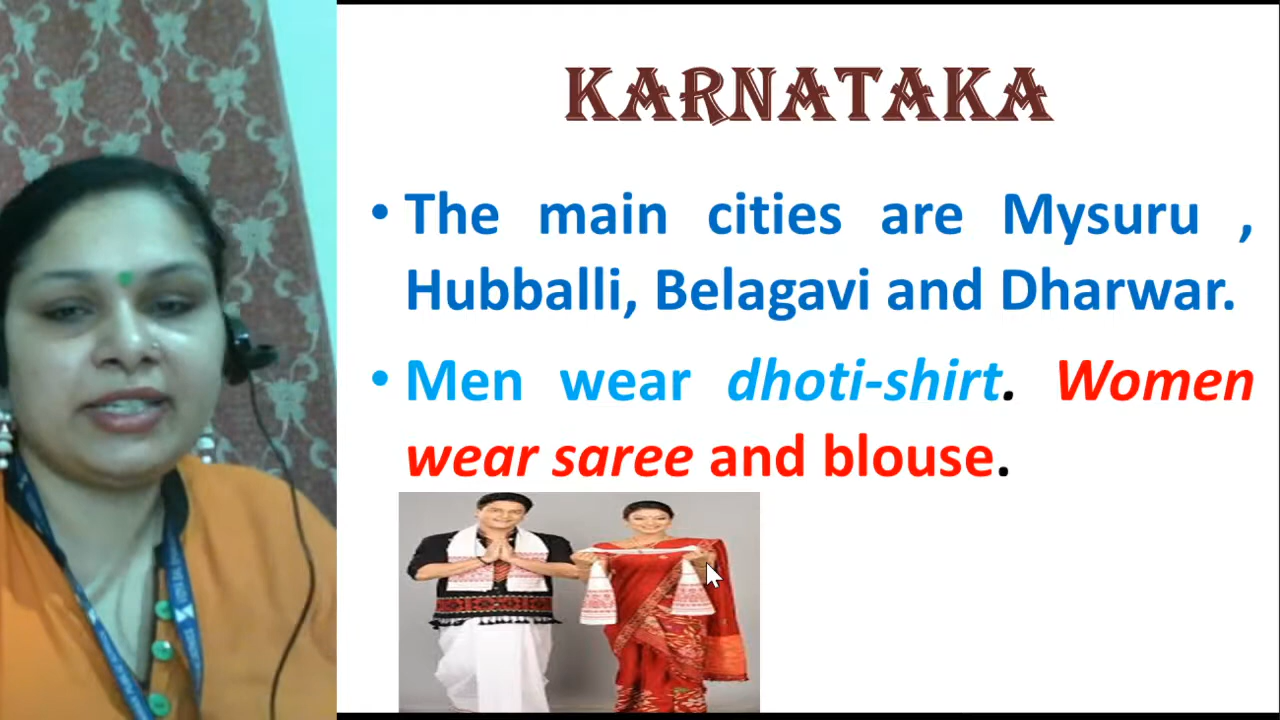 KARNATAKA
• The main cities are Mysuru ,
Hubballi, Belagavi and Dharwar.
• Men wear dhoti-shirt. Women
wear saree and blouse.